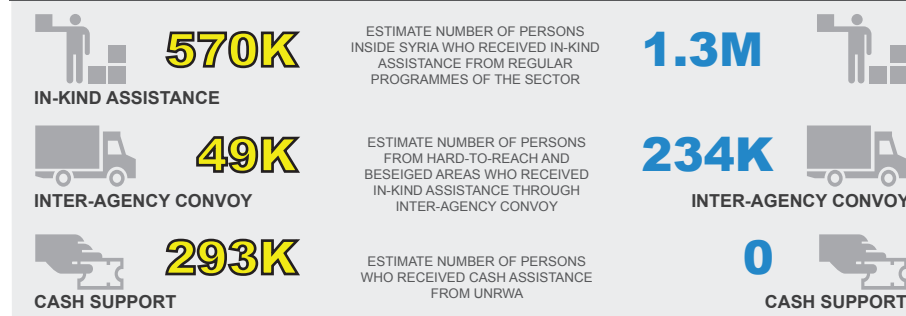 570K
ESTIMATE NUMBER OF PERSONS
INSIDE SYRIA WHO RECEIVED IN-KIND
ASSISTANCE FROM REGULAR
PROGRAMMES OF THE SECTOR
1.3M
IN-KIND ASSISTANCE
49K
ESTIMATE NUMBER OF PERSONS
FROM HARD-TO-REACH AND
BESEIGED AREAS WHO RECEIVED
IN-KIND ASSISTANCE THROUGH
INTER-AGENCY CONVOY
234K
INTER-AGENCY CONVOY
INTER-AGENCY CONVOY
293K
ESTIMATE NUMBER OF PERSONS
WHO RECEIVED CASH ASSISTANCE
FROM UNRWA
0
CASH SUPPORT
CASH SUPPORT